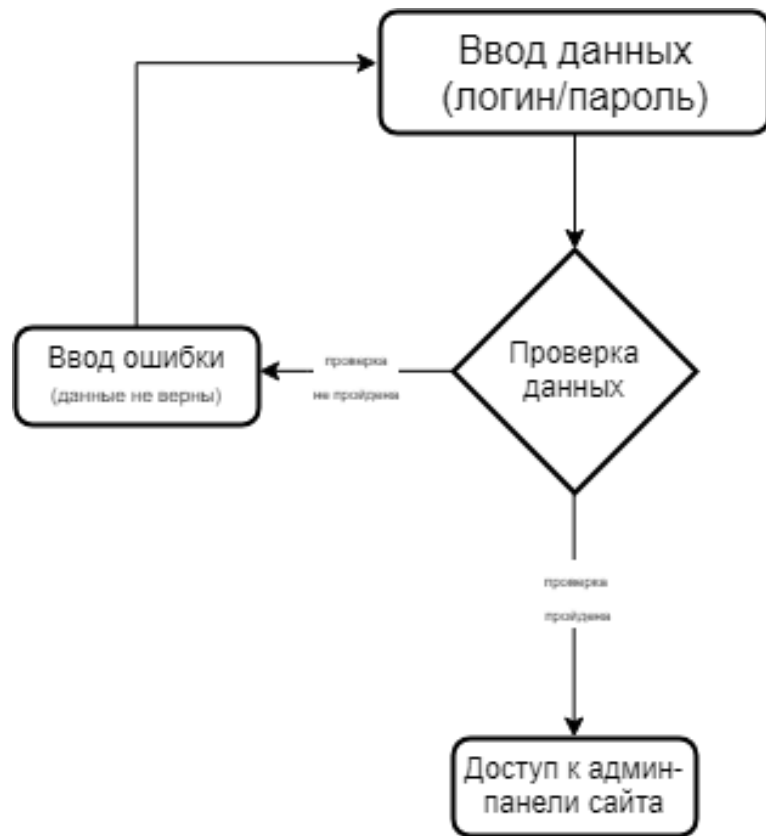 Ввод данных
(логин/пароль)
Проверка
данных
Ввод ошибки
(данные не верны)
проверка
не пройдена
проверка
пройдена
Доступ к админ-
панели сайта